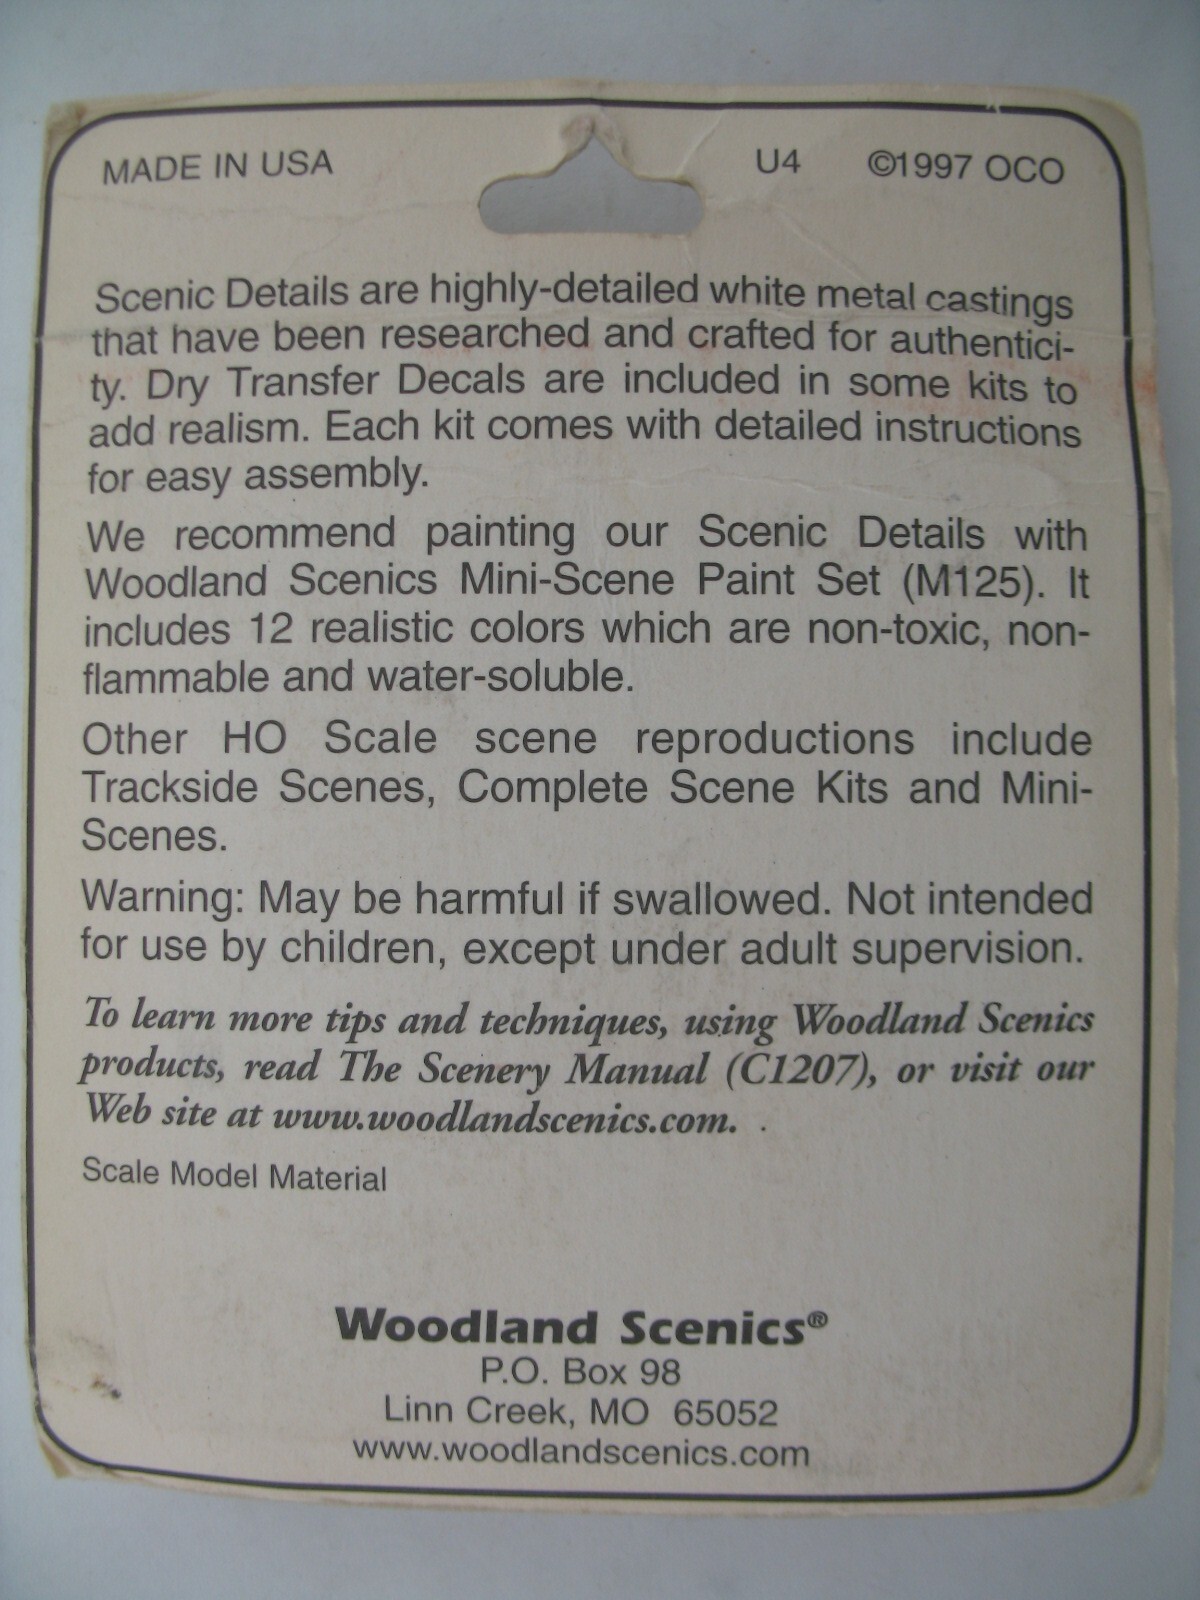 MADE IN USA U4 ©1997 OCO
Scenic Details are highly-detailed white metal castings
that have been researched and crafted for authentici-
ty. Dry Transfer Decals are included in some kits to
add realism. Each kit comes with detailed instructions
for easy assembly.
We recommend painting our Scenic Details with
Woodland Scenics Mini-Scene Paint Set (M125). It
includes 12 realistic colors which are non-toxic, non-
flammable and water-soluble.
Other HO Scale scene reproductions include
Trackside Scenes, Complete Scene Kits and Mini-
Scenes.
Warning: May be harmful if swallowed. Not intended
for use by children, except under adult supervision.
To learn more tips and techniques, using Woodland Scenics
products, read The Scenery Manual (C1207), or visit our
Web site at www.woodlandscenics.com. .
Scale Model Material
Woodland Scenics®
P.O. Box 98
Linn Creek, MO 65052
www.woodlandscenics.com